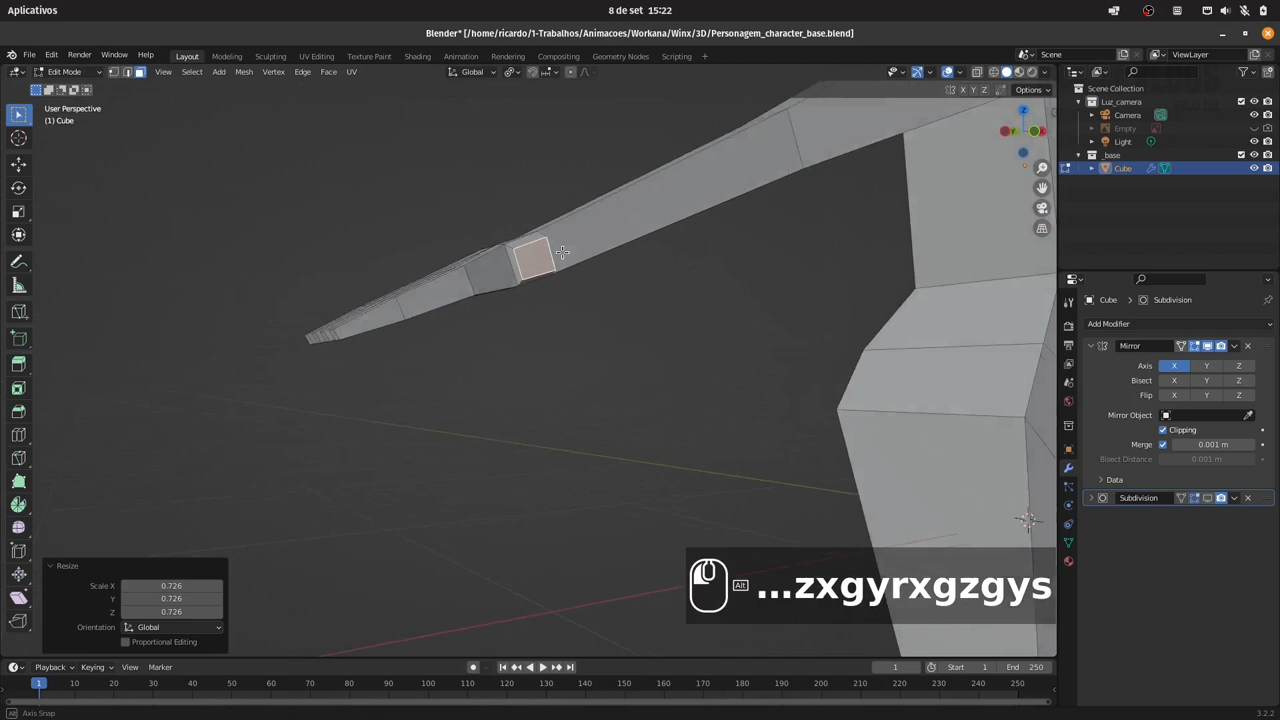 Aplicativos
8 de set 15:22
Blender* [/home/ricardo/1-Trabalhos/Animacoes/Workana/Winx/3D/Personagem_character_base.blend]
File Edit Render Window Help Layout Modeling Sculpting UV Editing Texture Paint Shading Animation Rendering Compositing Geometry Nodes Scripting + Scene ViewLayer
Edit Mode View Select Add Mesh Vertex Edge Face UV Global
X Y Z Options
User Perspective
(1) Cube
Scene Collection
Luz_camera
Camera
Empty
Light
_base
Cube
Cube Subdivision
Add Modifier
Mirror
Axis X Y Z
Bisect X Y Z
Flip X Y Z
Mirror Object
Clipping
Merge 0.001 m
Bisect Distance 0.001 m
Data
Subdivision
Resize
Scale X 0.726
Y 0.726
Z 0.726
Orientation Global
Proportional Editing
Alt ...zxgyrxgzgys
Playback Keying View Marker 1 Start 1 End 250
1 10 20 30 40 50 60 70 80 90 100 110 120 130 140 150 160 170 180 190 200 210 220 230 240 250
Alt Axis Snap 3.2.2